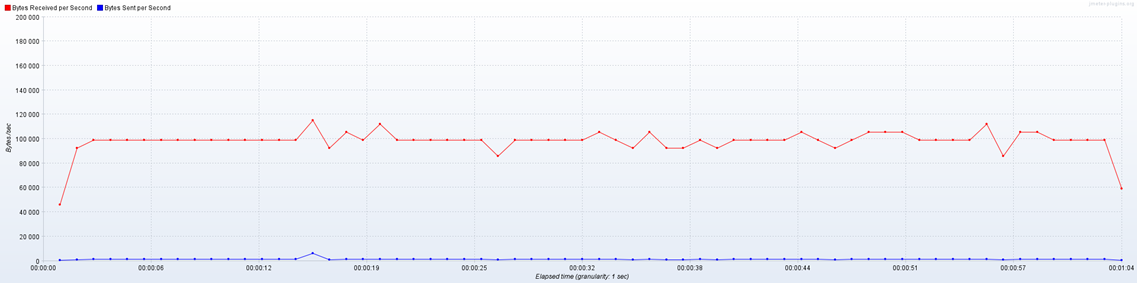 jmeter-plugins.org
Bytes Received per Second Bytes Sent per Second
200 000
180 000
160 000
140 000
120 000
100 000
80 000
60 000
40 000
20 000
0
Bytes /sec
00:00:00 00:00:06 00:00:12 00:00:19 00:00:25 00:00:32 00:00:38 00:00:44 00:00:51 00:00:57 00:01:04
Elapsed time (granularity: 1 sec)